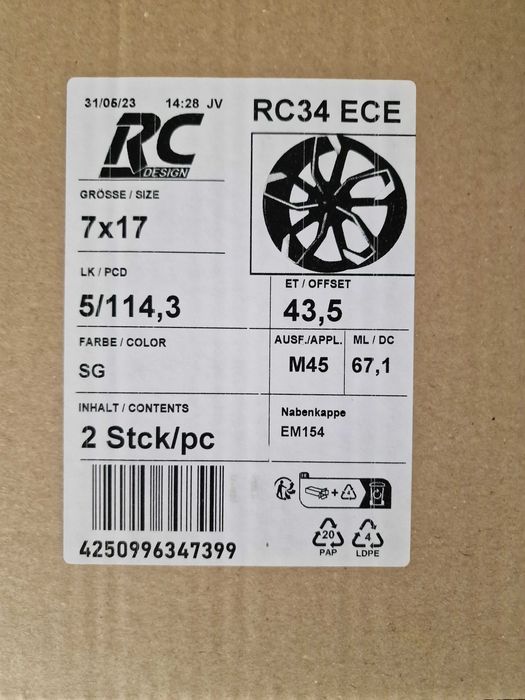 31/05/23 14:28 JV
RC34 ECE
RC
DESIGN
GRÖSSE / SIZE
7x17
LK / PCD
5/114,3
ET / OFFSET
43,5
FARBE / COLOR
SG
AUSF./APPL.
M45
ML / DC
67,1
INHALT / CONTENTS
2 Stck/pc
Nabenkappe
EM154
4250996347399
20
PAP
4
LDPE